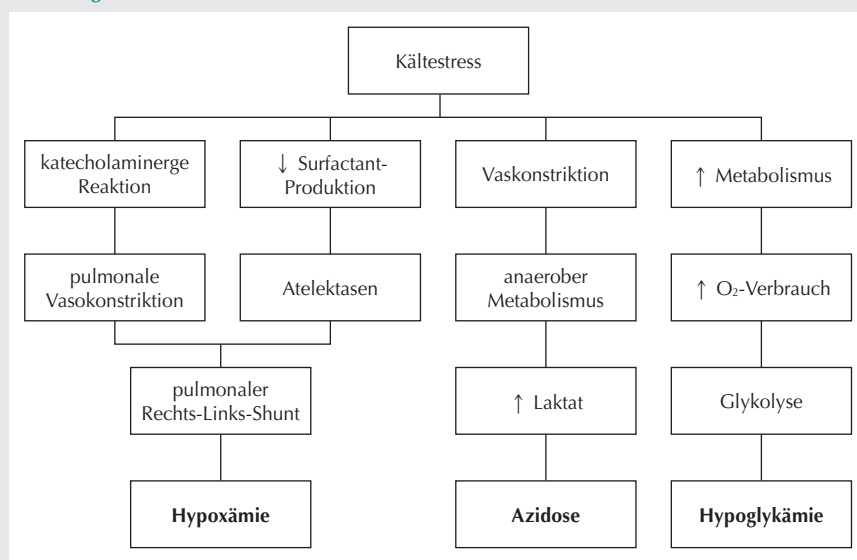 Kältestress
katecholaminerge
Reaktion
↓ Surfactant-
Produktion
Vaskonstriktion
↑ Metabolismus
pulmonale
Vasokonstriktion
Atelektasen
anaerober
Metabolismus
↑ O₂-Verbrauch
pulmonaler
Rechts-Links-Shunt
↑ Laktat
Glykolyse
Hypoxämie
Azidose
Hypoglykämie